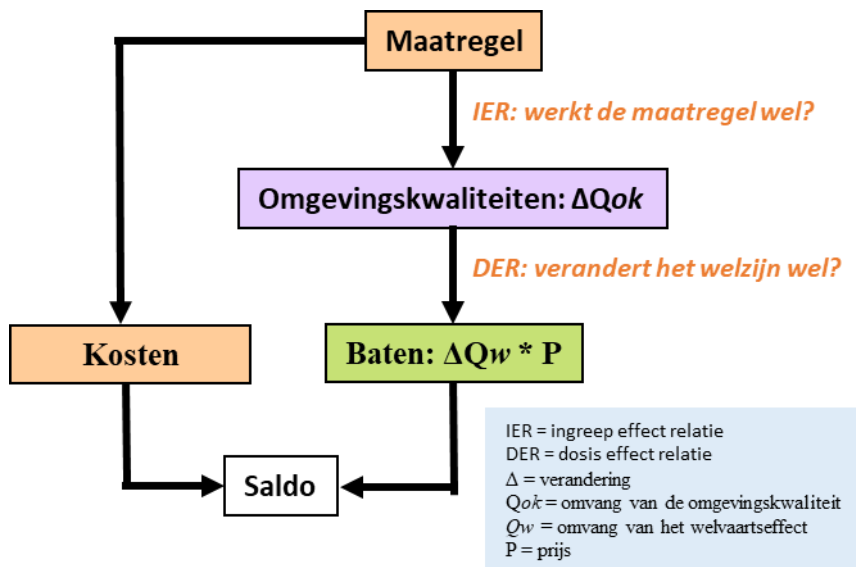 Maatregel
IER: werkt de maatregel wel?
Omgevingskwaliteiten: ΔQok
DER: verandert het welzijn wel?
Kosten
Baten: ΔQw * P
Saldo
IER = ingreep effect relatie
DER = dosis effect relatie
Δ = verandering
Qok = omvang van de omgevingskwaliteit
Qw = omvang van het welvaartseffect
P = prijs